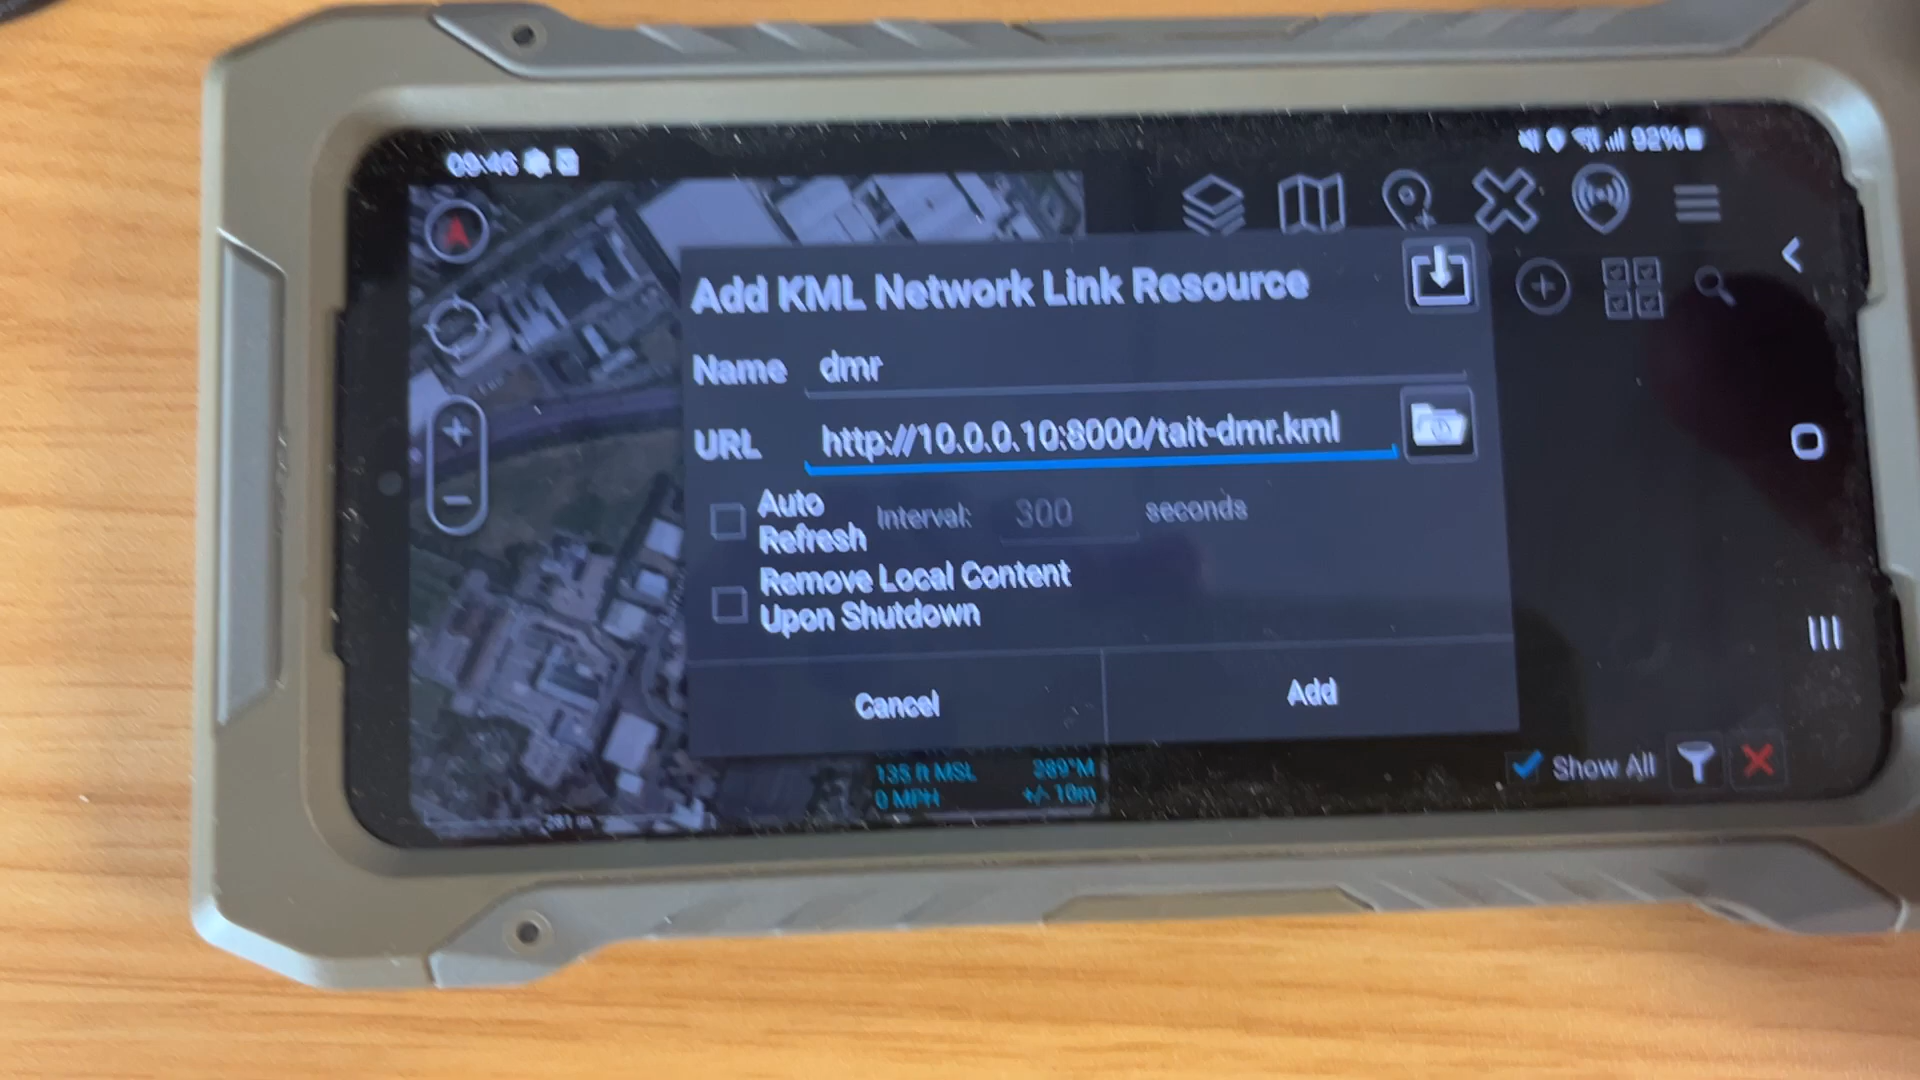 09:46
92%
Add KML Network Link Resource
Name dmr
URL http://10.0.0.10:8000/tait-dmr.kml
Auto Refresh Interval: 300 seconds
Remove Local Content
Upon Shutdown
Cancel Add
135 ft MSL 289°M
0 MPH +/- 10m
Show All